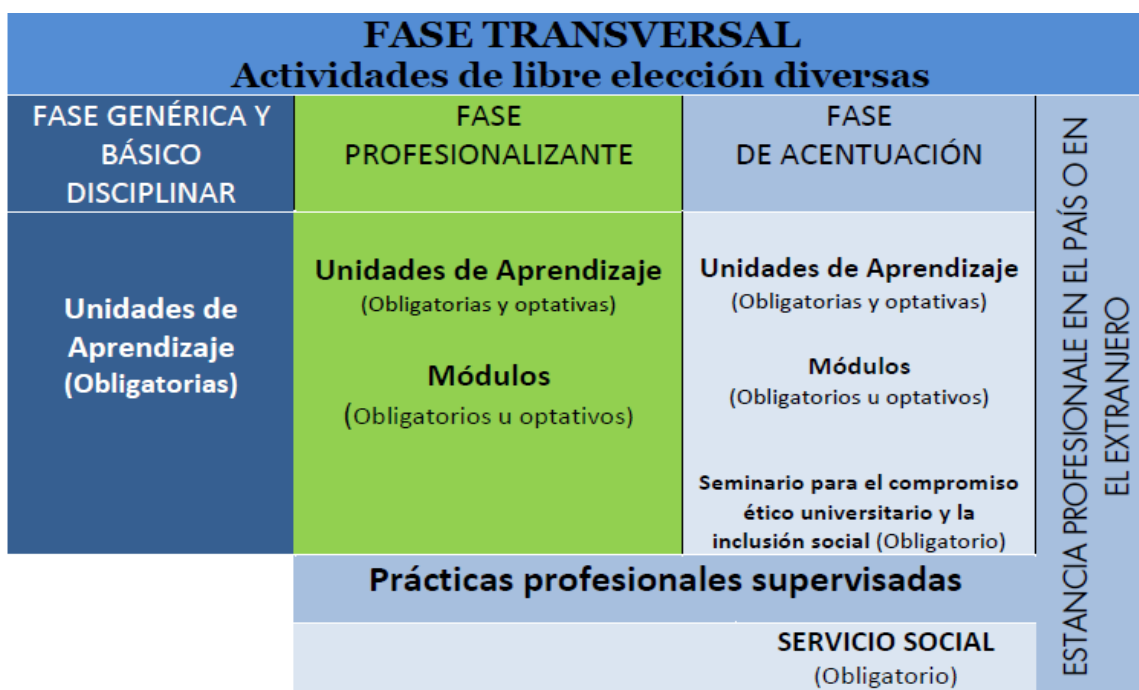 FASE TRANSVERSAL
Actividades de libre elección diversas
FASE GENÉRICA Y
BÁSICO
DISCIPLINAR
FASE
PROFESIONALIZANTE
FASE
DE ACENTUACIÓN
Unidades de
Aprendizaje
(Obligatorias)
Unidades de Aprendizaje
(Obligatorias y optativas)
Módulos
(Obligatorios u optativos)
Unidades de Aprendizaje
(Obligatorias y optativas)
Módulos
(Obligatorios u optativos)
Seminario para el compromiso
ético universitario y la
inclusión social (Obligatorio)
Prácticas profesionales supervisadas
SERVICIO SOCIAL
(Obligatorio)
ESTANCIA PROFESIONALE EN EL PAÍS O EN
EL EXTRANJERO